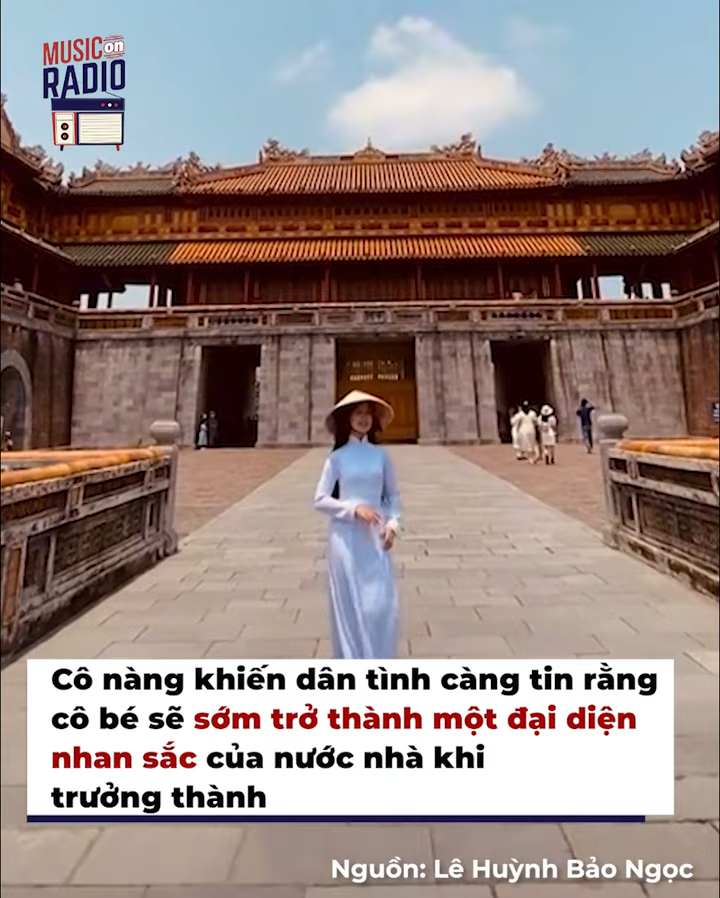 MUSIC on
RADIO
Cô nàng khiến dân tình càng tin rằng
cô bé sẽ sớm trở thành một đại diện
nhan sắc của nước nhà khi
trưởng thành
Nguồn: Lê Huỳnh Bảo Ngọc